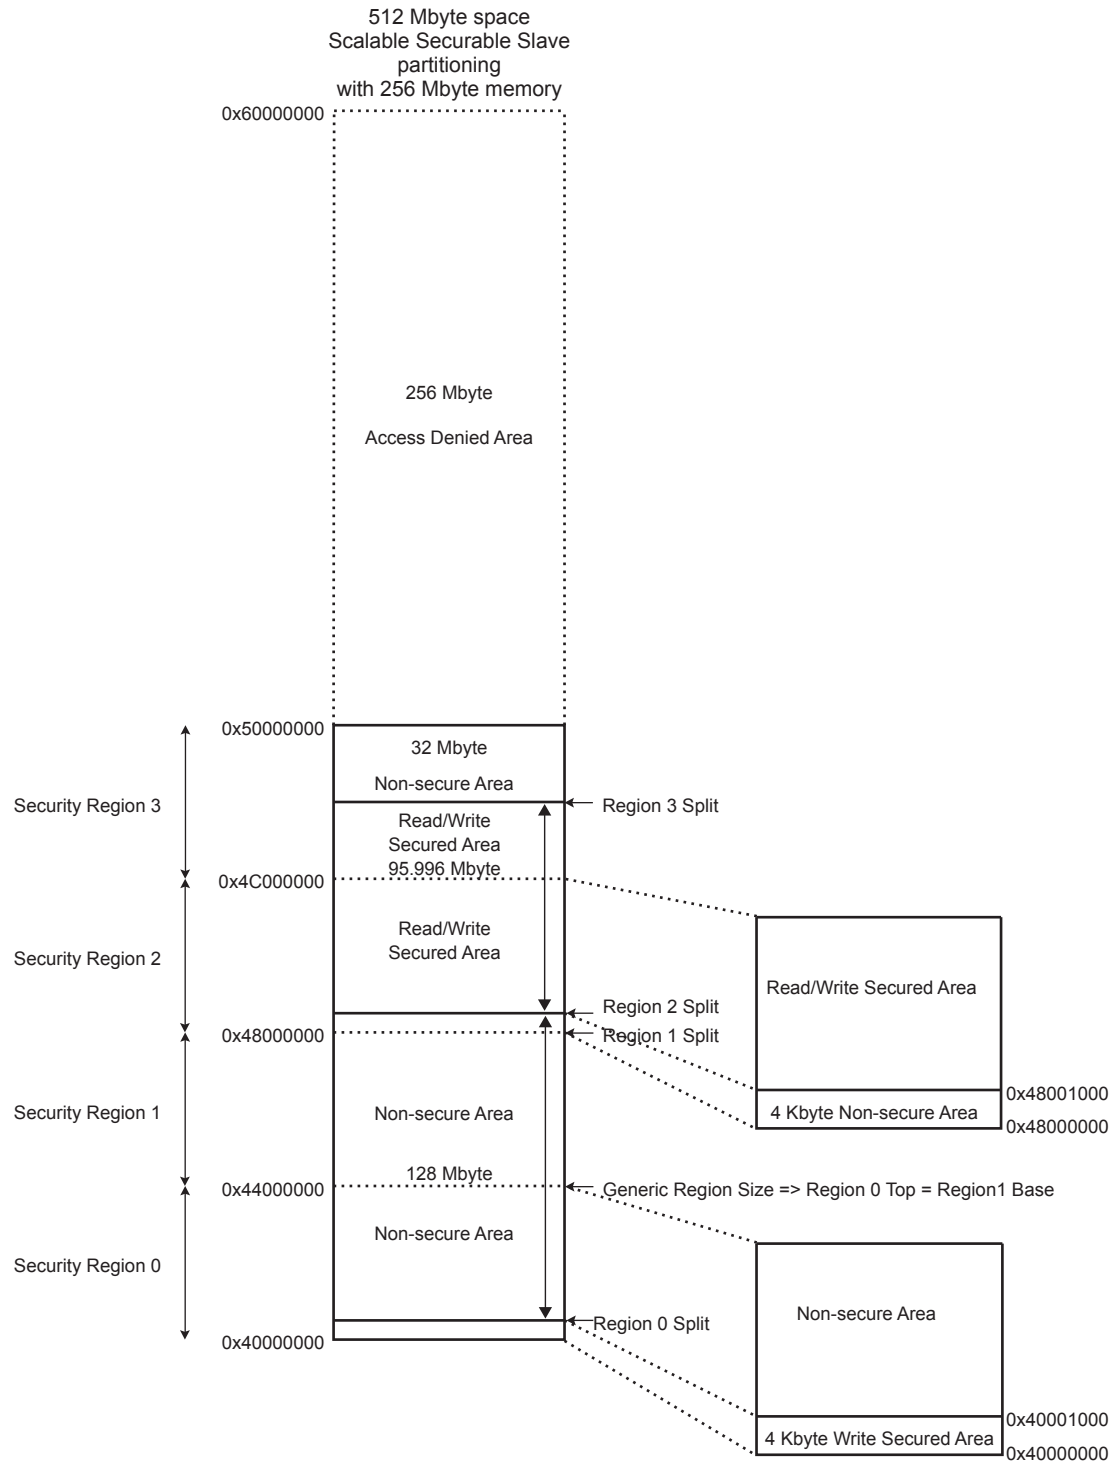 512 Mbyte space
Scalable Securable Slave
partitioning
with 256 Mbyte memory
0x60000000
256 Mbyte
Access Denied Area
0x50000000
32 Mbyte
Non-secure Area
Security Region 3
Region 3 Split
Read/Write
Secured Area
95.996 Mbyte
0x4C000000
Read/Write
Secured Area
Security Region 2
Read/Write Secured Area
Region 2 Split
0x48000000
Region 1 Split
0x48001000
4 Kbyte Non-secure Area
0x48000000
Security Region 1
Non-secure Area
128 Mbyte
0x44000000
Generic Region Size => Region 0 Top = Region1 Base
Non-secure Area
Security Region 0
Non-secure Area
Region 0 Split
0x40000000
0x40001000
4 Kbyte Write Secured Area
0x40000000